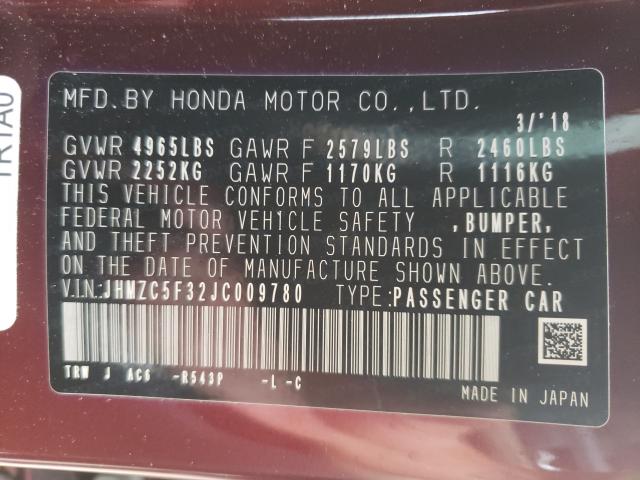 MFD. BY HONDA MOTOR CO., LTD.
3/'18
GVWR 4965LBS GAWR F 2579LBS R 2460LBS
GVWR 2252KG GAWR F 1170KG R 1116KG
THIS VEHICLE CONFORMS TO ALL APPLICABLE
FEDERAL MOTOR VEHICLE SAFETY ,BUMPER,
AND THEFT PREVENTION STANDARDS IN EFFECT
ON THE DATE OF MANUFACTURE SHOWN ABOVE.
V.I.N:JHMZC5F32JC009780 TYPE:PASSENGER CAR
TRW J AC6 -R543P -L -C
MADE IN JAPAN
TRTA0